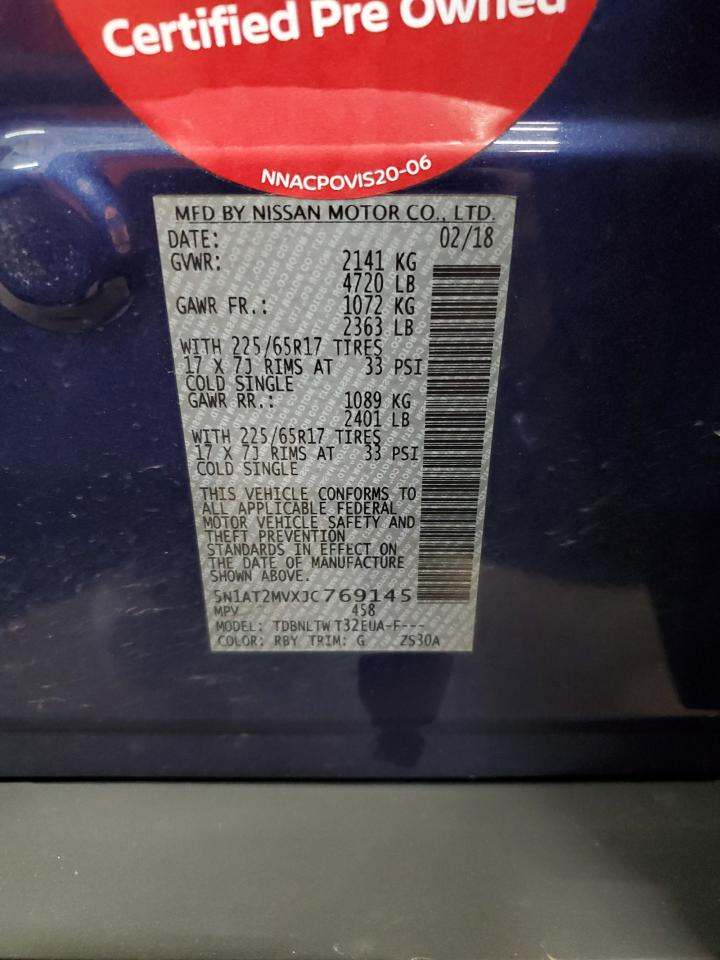 Certified Pre Owned
NNACPOVIS20-06
MFD BY NISSAN MOTOR CO., LTD.
DATE: 02/18
GVWR: 2141 KG
4720 LB
GAWR FR.: 1072 KG
2363 LB
WITH 225/65R17 TIRES
17 X 7J RIMS AT 33 PSI
COLD SINGLE
GAWR RR.: 1089 KG
2401 LB
WITH 225/65R17 TIRES
17 X 7J RIMS AT 33 PSI
COLD SINGLE
THIS VEHICLE CONFORMS TO
ALL APPLICABLE FEDERAL
MOTOR VEHICLE SAFETY AND
THEFT PREVENTION
STANDARDS IN EFFECT ON
THE DATE OF MANUFACTURE
SHOWN ABOVE.
5N1AT2MVXJC769145
MPV 458
MODEL: TDBNLTW T32EUA-F---
COLOR: RBY TRIM: G ZS30A